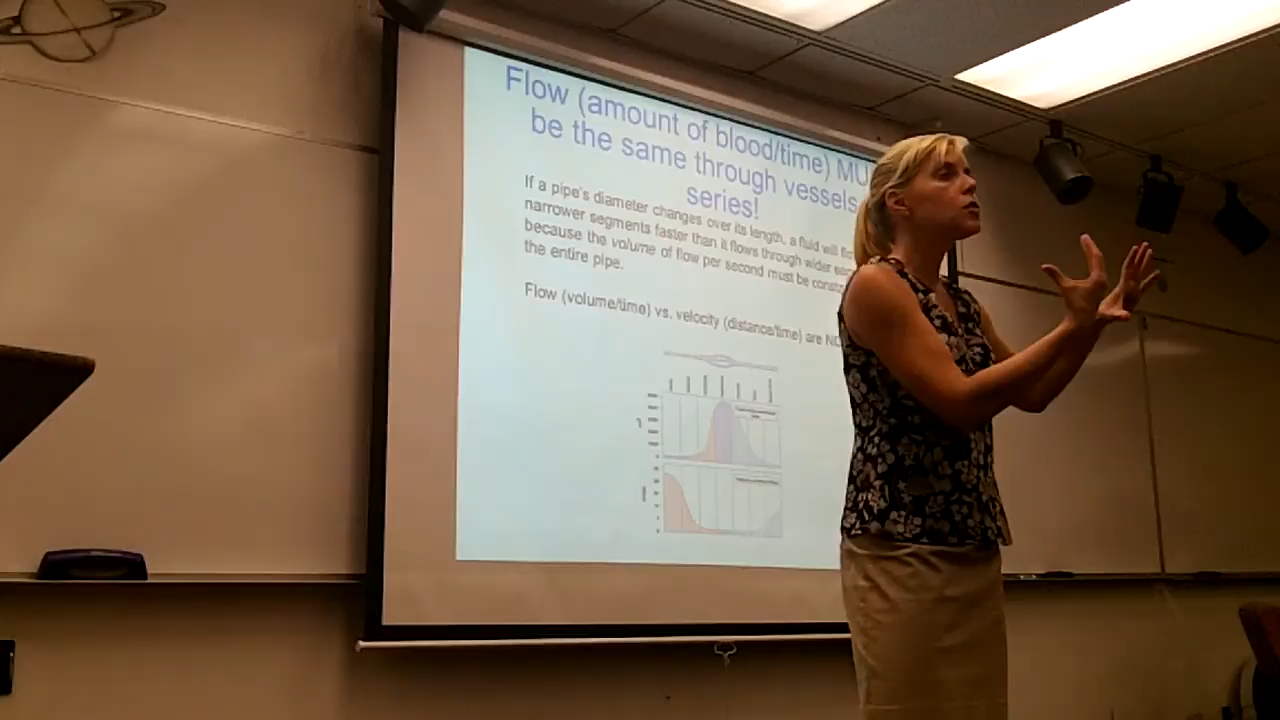 Flow (amount of blood/time) MU
be the same through vessels
series!
If a pipe's diameter changes over its length, a fluid will flo
narrower segments faster than it flows through wider se
because the volume of flow per second must be consta
the entire pipe.
Flow (volume/time) vs. velocity (distance/time) are NO